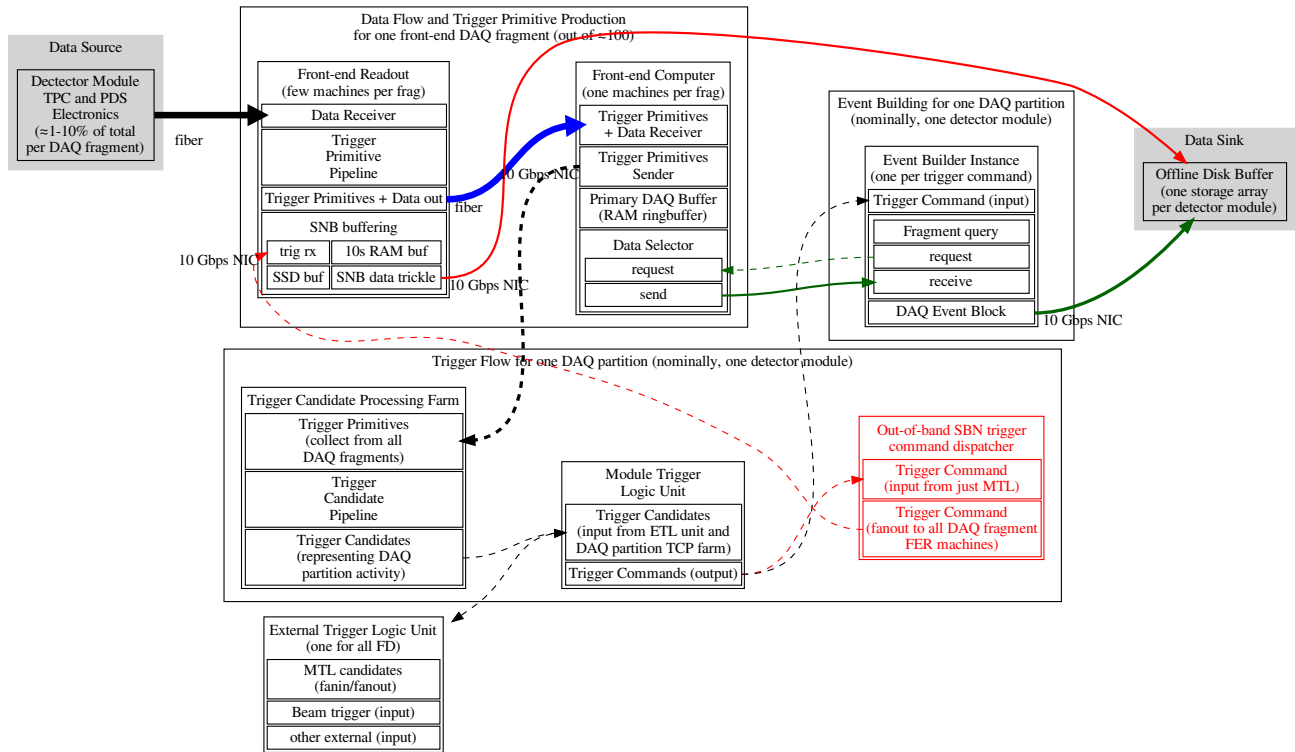 Data Source
Dectector Module
TPC and PDS
Electronics
(≈1-10% of total
per DAQ fragment)
fiber
Data Flow and Trigger Primitive Production
for one front-end DAQ fragment (out of ≈100)
Front-end Readout
(few machines per frag)
Data Receiver
Trigger
Primitive
Pipeline
Trigger Primitives + Data out
SNB buffering
trig rx
10s RAM buf
SSD buf
SNB data trickle
10 Gbps NIC
10 Gbps NIC
fiber
10 Gbps NIC
Front-end Computer
(one machines per frag)
Trigger Primitives
+ Data Receiver
Trigger Primitives
Sender
Primary DAQ Buffer
(RAM ringbuffer)
Data Selector
request
send
Event Building for one DAQ partition
(nominally, one detector module)
Event Builder Instance
(one per trigger command)
Trigger Command (input)
Fragment query
request
receive
DAQ Event Block
10 Gbps NIC
Data Sink
Offline Disk Buffer
(one storage array
per detector module)
Trigger Flow for one DAQ partition (nominally, one detector module)
Trigger Candidate Processing Farm
Trigger Primitives
(collect from all
DAQ fragments)
Trigger
Candidate
Pipeline
Trigger Candidates
(representing DAQ
partition activity)
Module Trigger
Logic Unit
Trigger Candidates
(input from ETL unit and
DAQ partition TCP farm)
Trigger Commands (output)
Out-of-band SBN trigger
command dispatcher
Trigger Command
(input from just MTL)
Trigger Command
(fanout to all DAQ fragment
FER machines)
External Trigger Logic Unit
(one for all FD)
MTL candidates
(fanin/fanout)
Beam trigger (input)
other external (input)